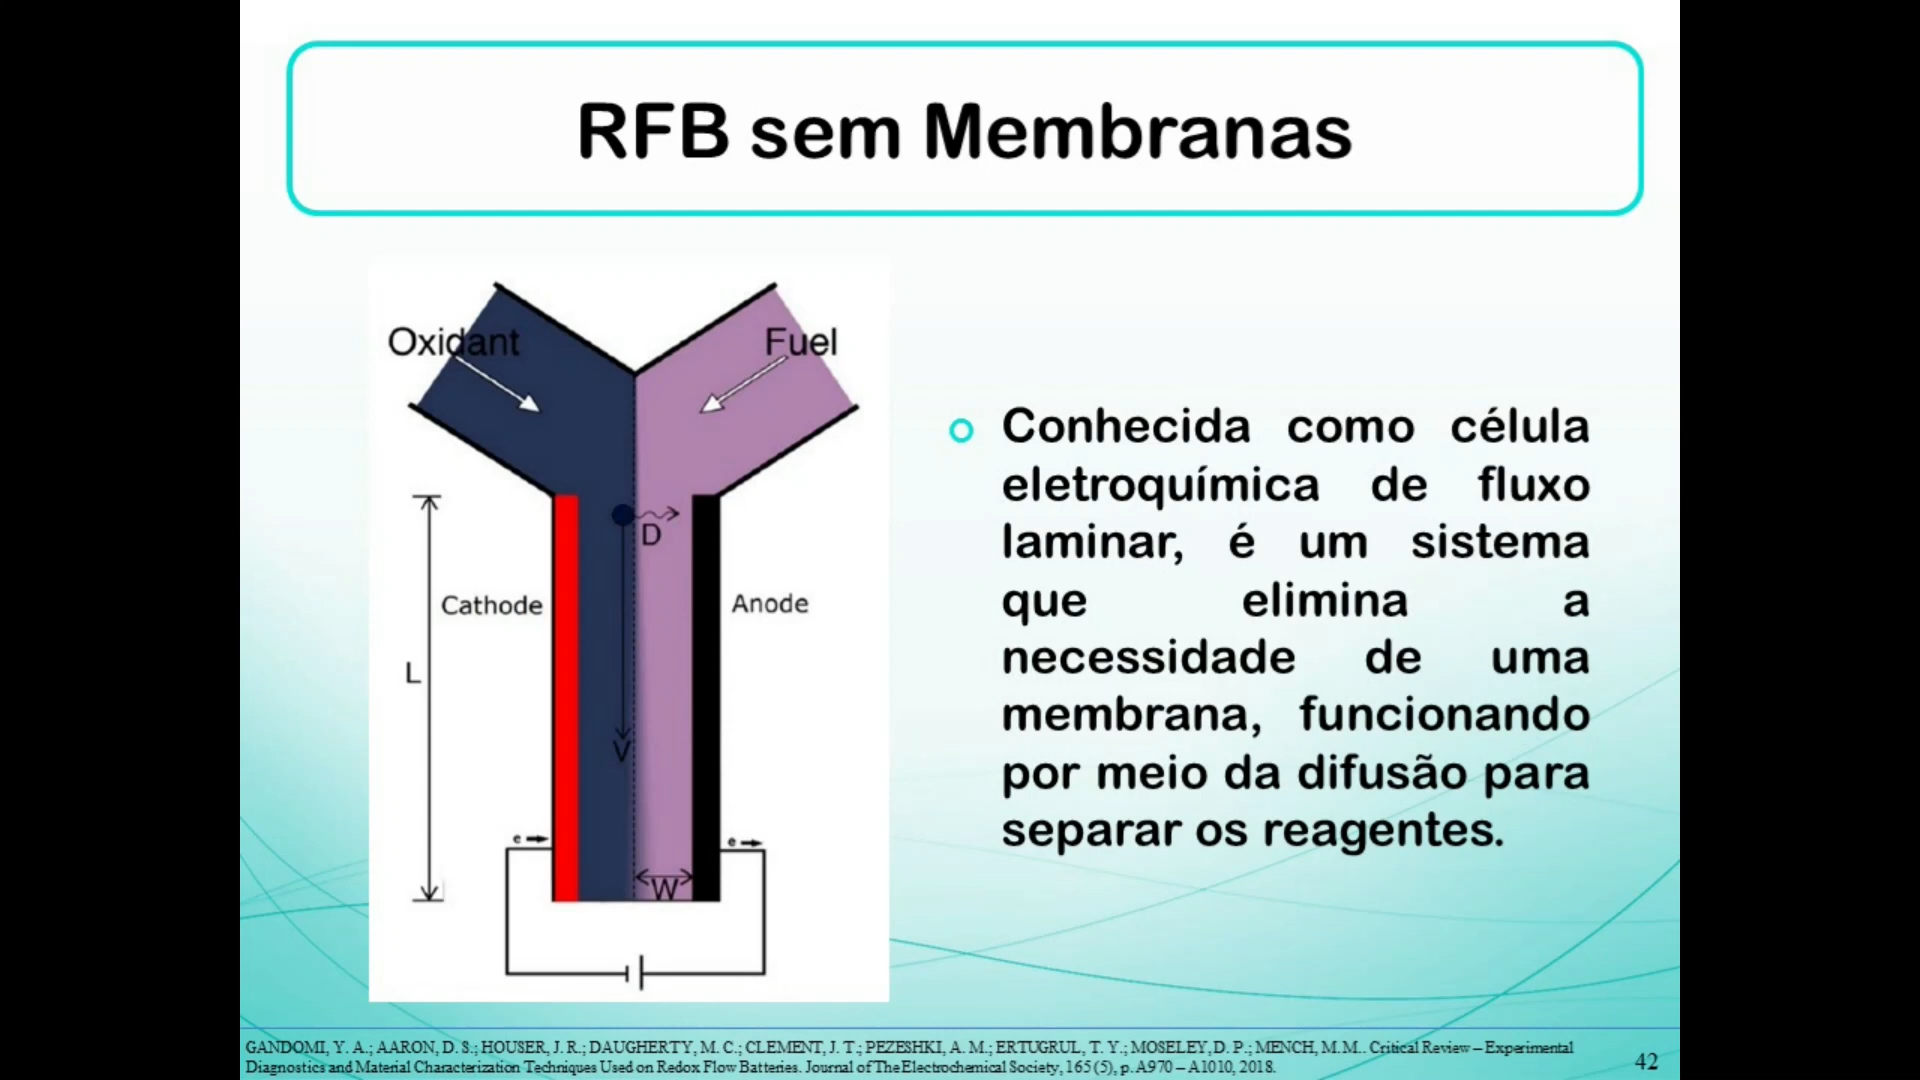 RFB sem Membranas
Oxidant
Fuel
D
Cathode
Anode
L
V
e
e
W
Conhecida como célula
eletroquímica de fluxo
laminar, é um sistema
que elimina a
necessidade de uma
membrana, funcionando
por meio da difusão para
separar os reagentes.
GANDOMI, Y. A.; AARON, D. S.; HOUSER, J. R.; DAUGHERTY, M. C.; CLEMENT, J. T.; PEZESHKI, A. M.; ERTUGRUL, T. Y.; MOSELEY, D. P.; MENCH, M.M.. Critical Review – Experimental
Diagnostics and Material Characterization Techniques Used on Redox Flow Batteries. Journal of The Electrochemical Society, 165 (5), p. A970 – A1010, 2018.
42